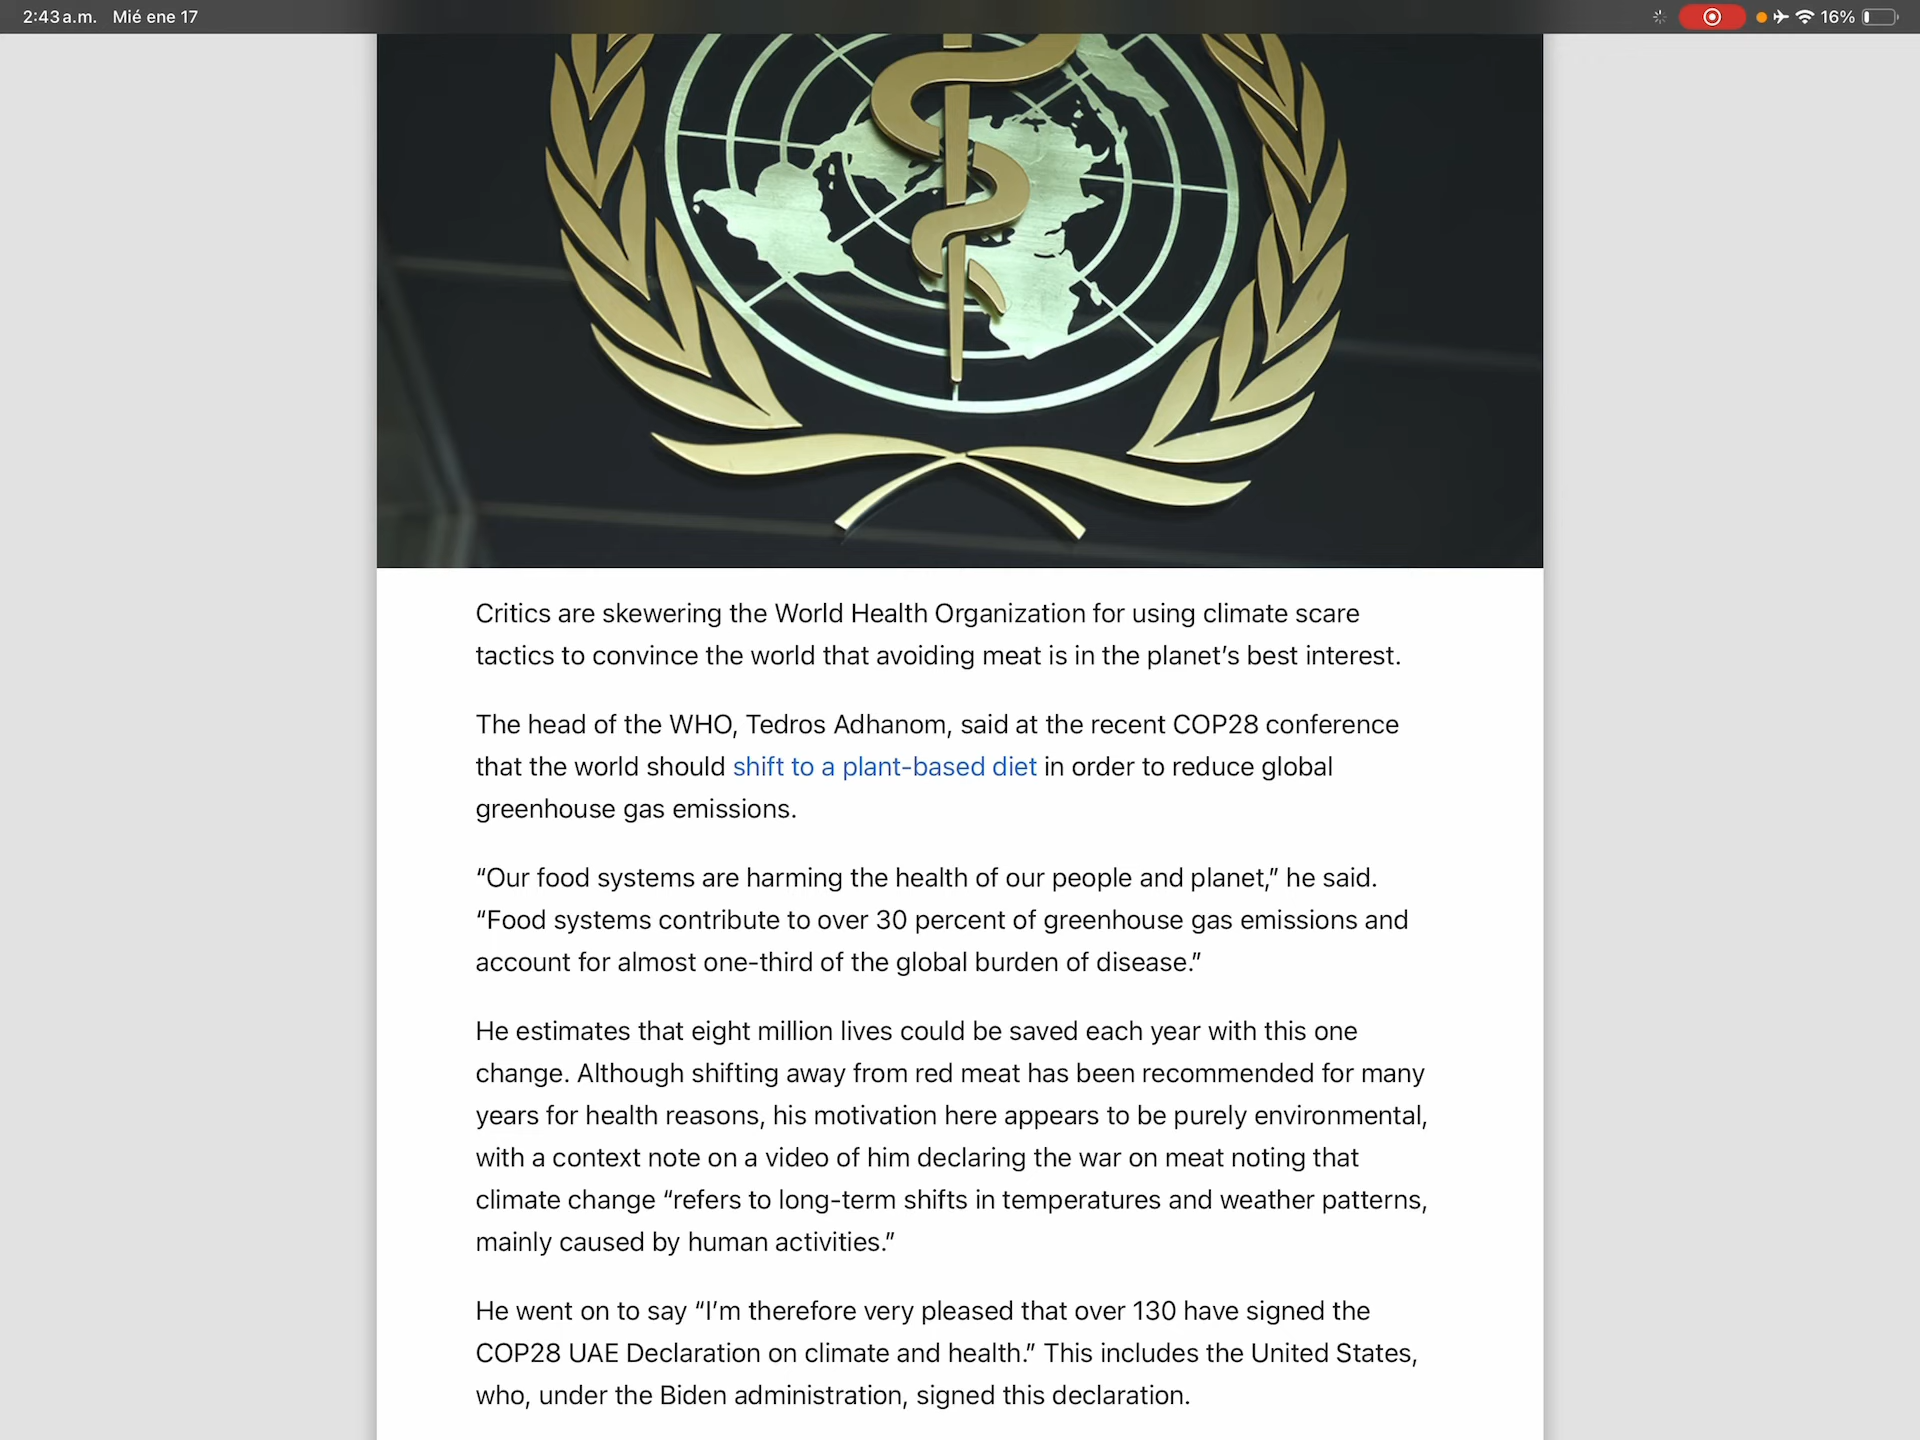 2:43 a.m. Mié ene 17
16%
Critics are skewering the World Health Organization for using climate scare
tactics to convince the world that avoiding meat is in the planet’s best interest.
The head of the WHO, Tedros Adhanom, said at the recent COP28 conference
that the world should shift to a plant-based diet in order to reduce global
greenhouse gas emissions.
“Our food systems are harming the health of our people and planet,” he said.
“Food systems contribute to over 30 percent of greenhouse gas emissions and
account for almost one-third of the global burden of disease.”
He estimates that eight million lives could be saved each year with this one
change. Although shifting away from red meat has been recommended for many
years for health reasons, his motivation here appears to be purely environmental,
with a context note on a video of him declaring the war on meat noting that
climate change “refers to long-term shifts in temperatures and weather patterns,
mainly caused by human activities.”
He went on to say “I’m therefore very pleased that over 130 have signed the
COP28 UAE Declaration on climate and health.” This includes the United States,
who, under the Biden administration, signed this declaration.